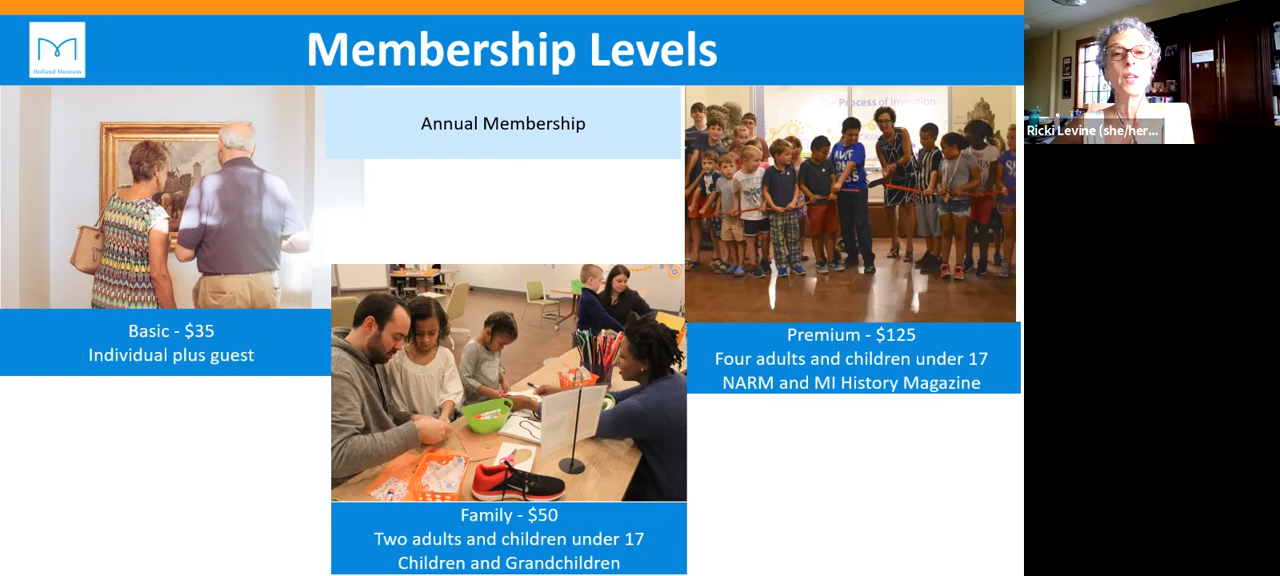 Membership Levels
Holland Museum
Annual Membership
The Process of Invention
Ricki Levine (she/her...
Basic - $35
Individual plus guest
Premium - $125
Four adults and children under 17
NARM and MI History Magazine
Family - $50
Two adults and children under 17
Children and Grandchildren